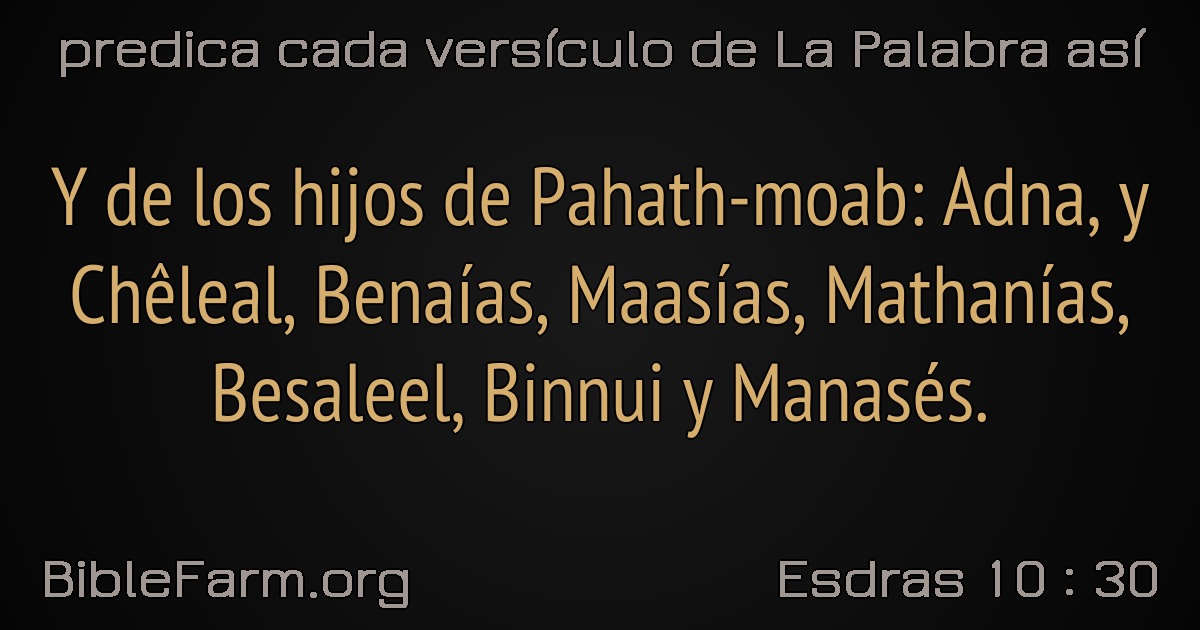 predica cada versículo de La Palabra así
Y de los hijos de Pahath-moab: Adna, y
Chêleal, Benaías, Maasías, Mathanías,
Besaleel, Binnui y Manasés.
BibleFarm.org
Esdras 10 : 30